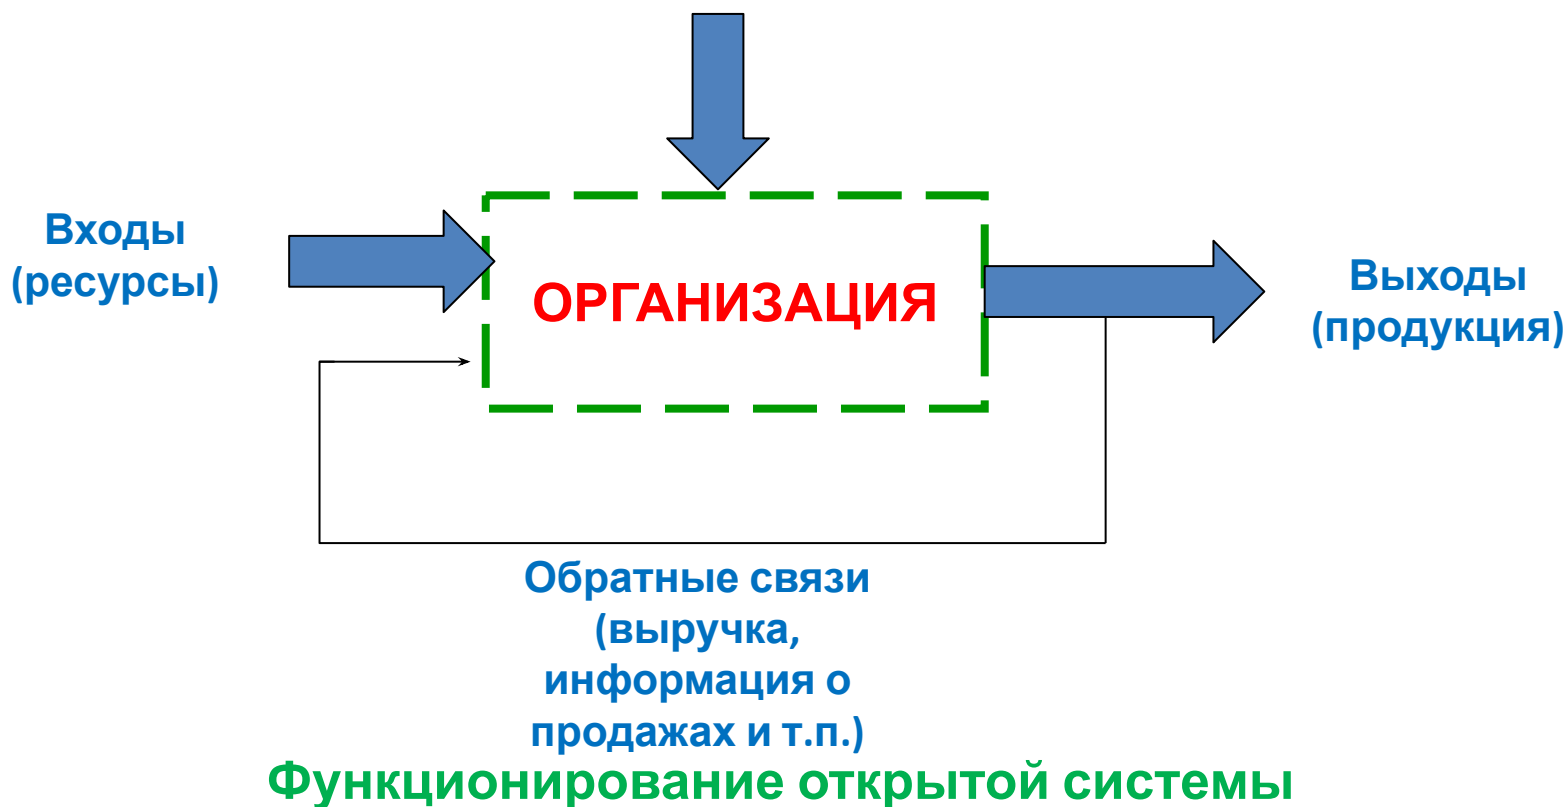 Входы
(ресурсы)
ОРГАНИЗАЦИЯ
Выходы
(продукция)
Обратные связи
(выручка,
информация о
продажах и т.п.)
Функционирование открытой системы